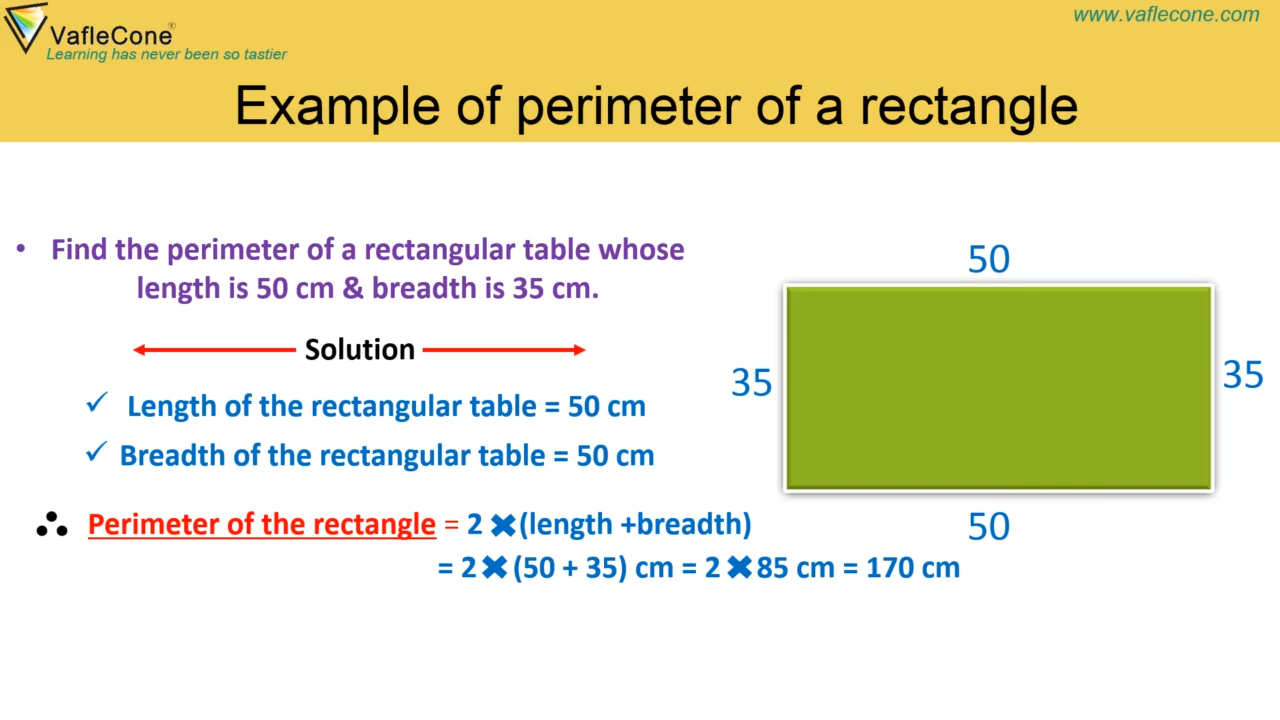 VafleCone®
Learning has never been so tastier
www.vaflecone.com
Example of perimeter of a rectangle
• Find the perimeter of a rectangular table whose
length is 50 cm & breadth is 35 cm.
Solution
✓ Length of the rectangular table = 50 cm
✓ Breadth of the rectangular table = 50 cm
∴ Perimeter of the rectangle = 2 ✖ (length +breadth)
= 2 ✖ (50 + 35) cm = 2 ✖ 85 cm = 170 cm
50
35
35
50